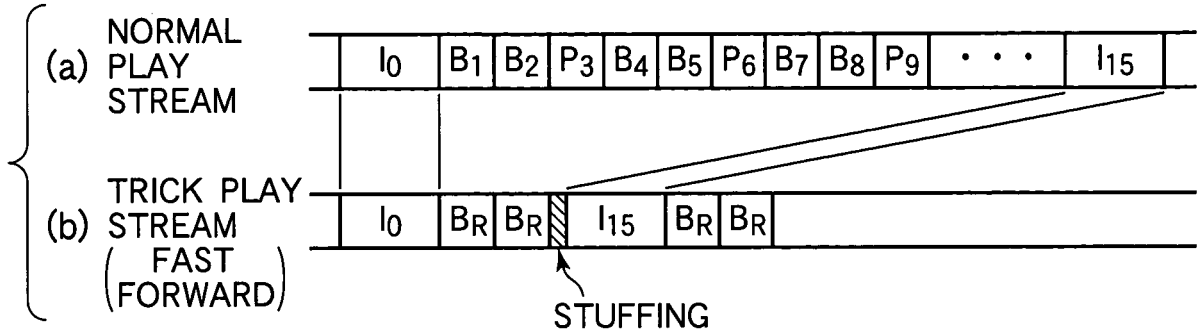 (a) NORMAL PLAY STREAM
I0 B1 B2 P3 B4 B5 P6 B7 B8 P9 · · · I15
(b) TRICK PLAY STREAM (FAST FORWARD)
I0 BR BR I15 BR BR
STUFFING